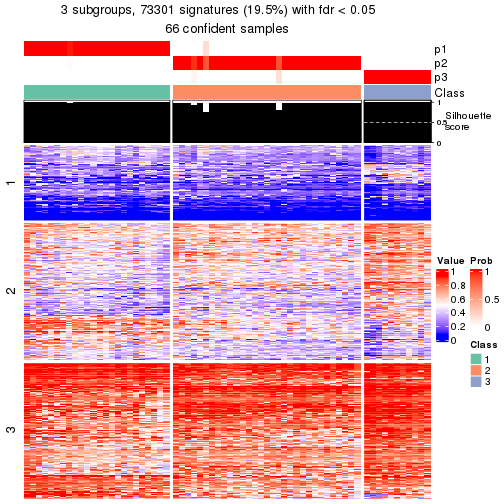 3 subgroups, 73301 signatures (19.5%) with fdr < 0.05
66 confident samples
p1
p2
p3
Class
1
0.5
0
Silhouette
score
1
2
3
Value
1
0.8
0.6
0.4
0.2
0
Prob
1
0.5
0
Class
1
2
3